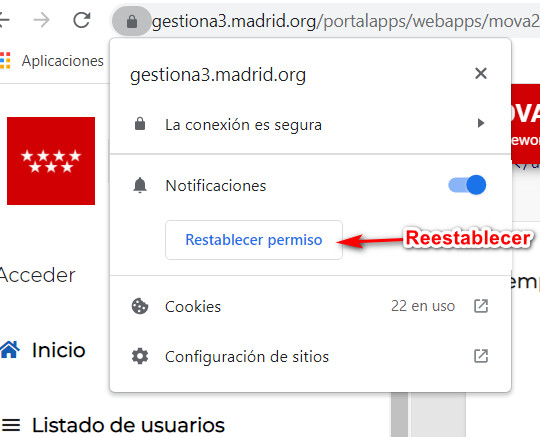 gestiona3.madrid.org/portalapps/webapps/mova2
Aplicaciones
gestiona3.madrid.org
La conexión es segura
OVA
ewor
Notificaciones
Restablecer permiso
Reestablecer
Acceder
emp
Cookies
22 en uso
Inicio
Configuración de sitios
Listado de usuarios